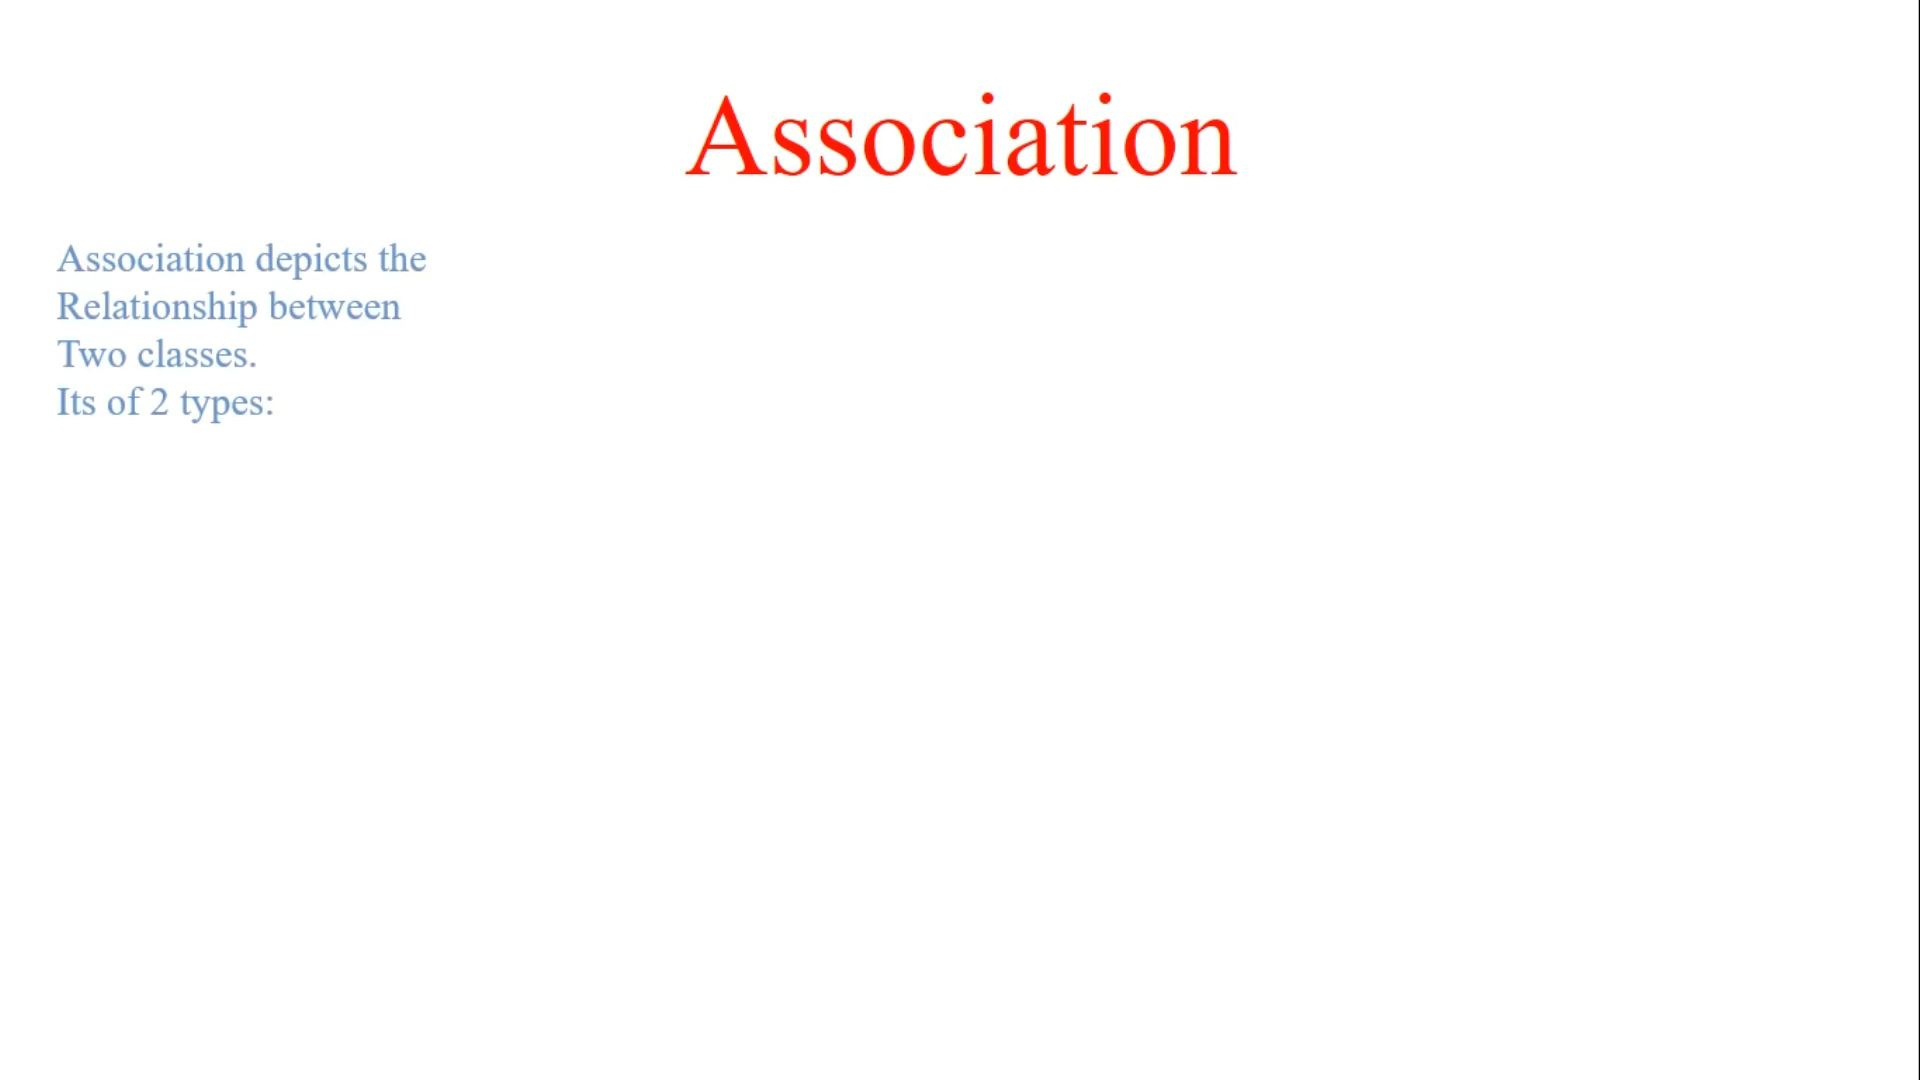 Association
Association depicts the
Relationship between
Two classes.
Its of 2 types: